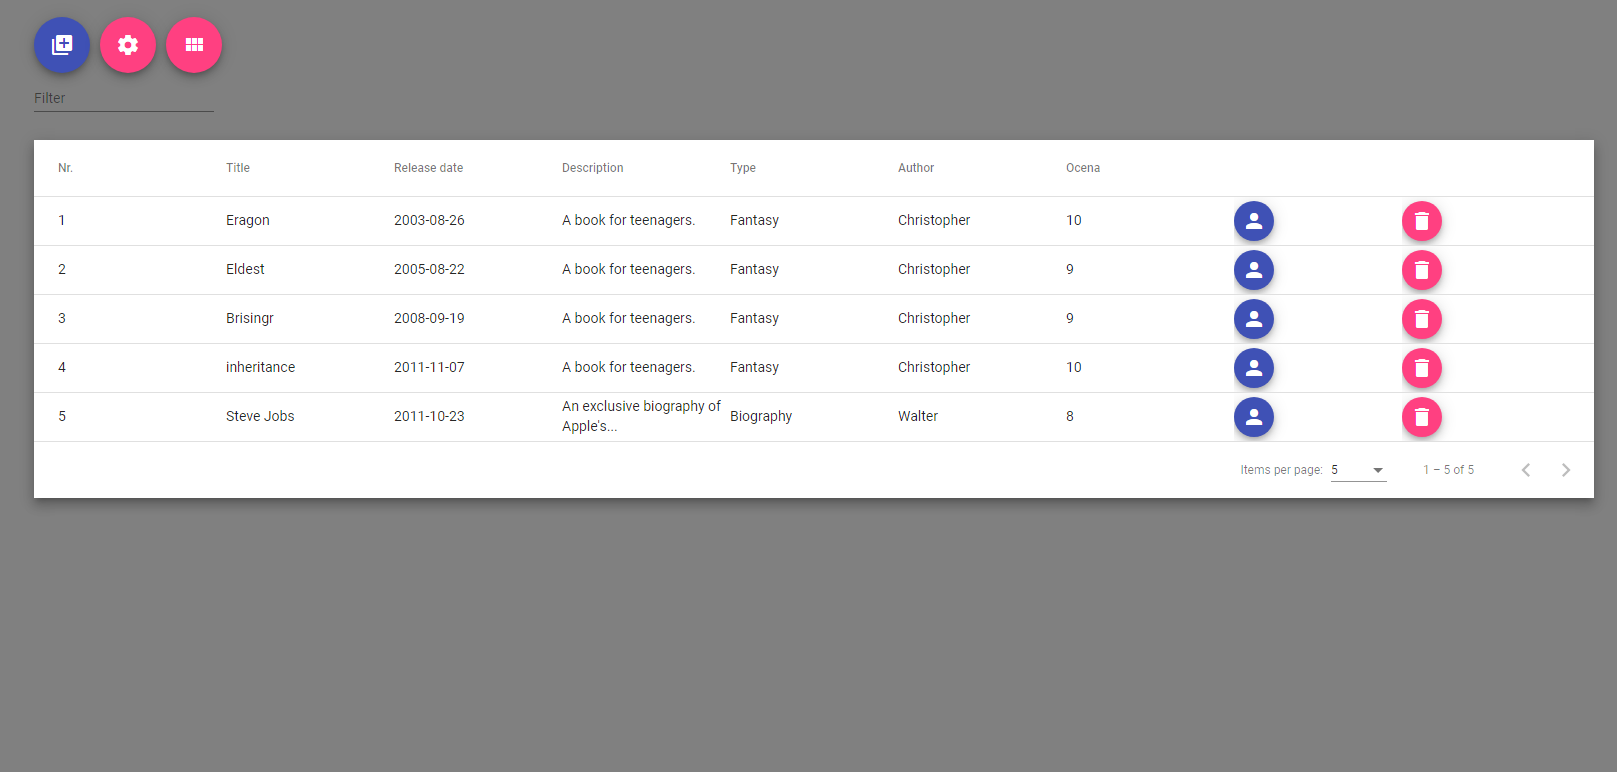 Filter
Nr. Title Release date Description Type Author Ocena
1 Eragon 2003-08-26 A book for teenagers. Fantasy Christopher 10
2 Eldest 2005-08-22 A book for teenagers. Fantasy Christopher 9
3 Brisingr 2008-09-19 A book for teenagers. Fantasy Christopher 9
4 inheritance 2011-11-07 A book for teenagers. Fantasy Christopher 10
5 Steve Jobs 2011-10-23 An exclusive biography of Biography Walter 8
Apple's...
Items per page: 5 1 – 5 of 5